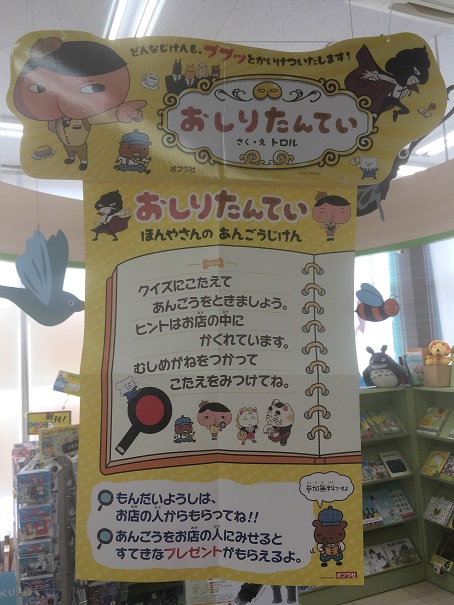 どんなじけんも、ププッとかいけついたします!
おしりたんてい
さく・え トロル
ポプラ社
おしりたんてい
ほんやさんの あんごうじけん
クイズにこたえて
あんごうをときましょう。
ヒントはお店の中に
かくれています。
むしめがねをつかって
こたえをみつけてね。
もんだいようしは、
お店の人からもらってね!!
あんごうをお店の人にみせると
すてきなプレゼントがもらえるよ。
参加無料ですよ
ポプラ社